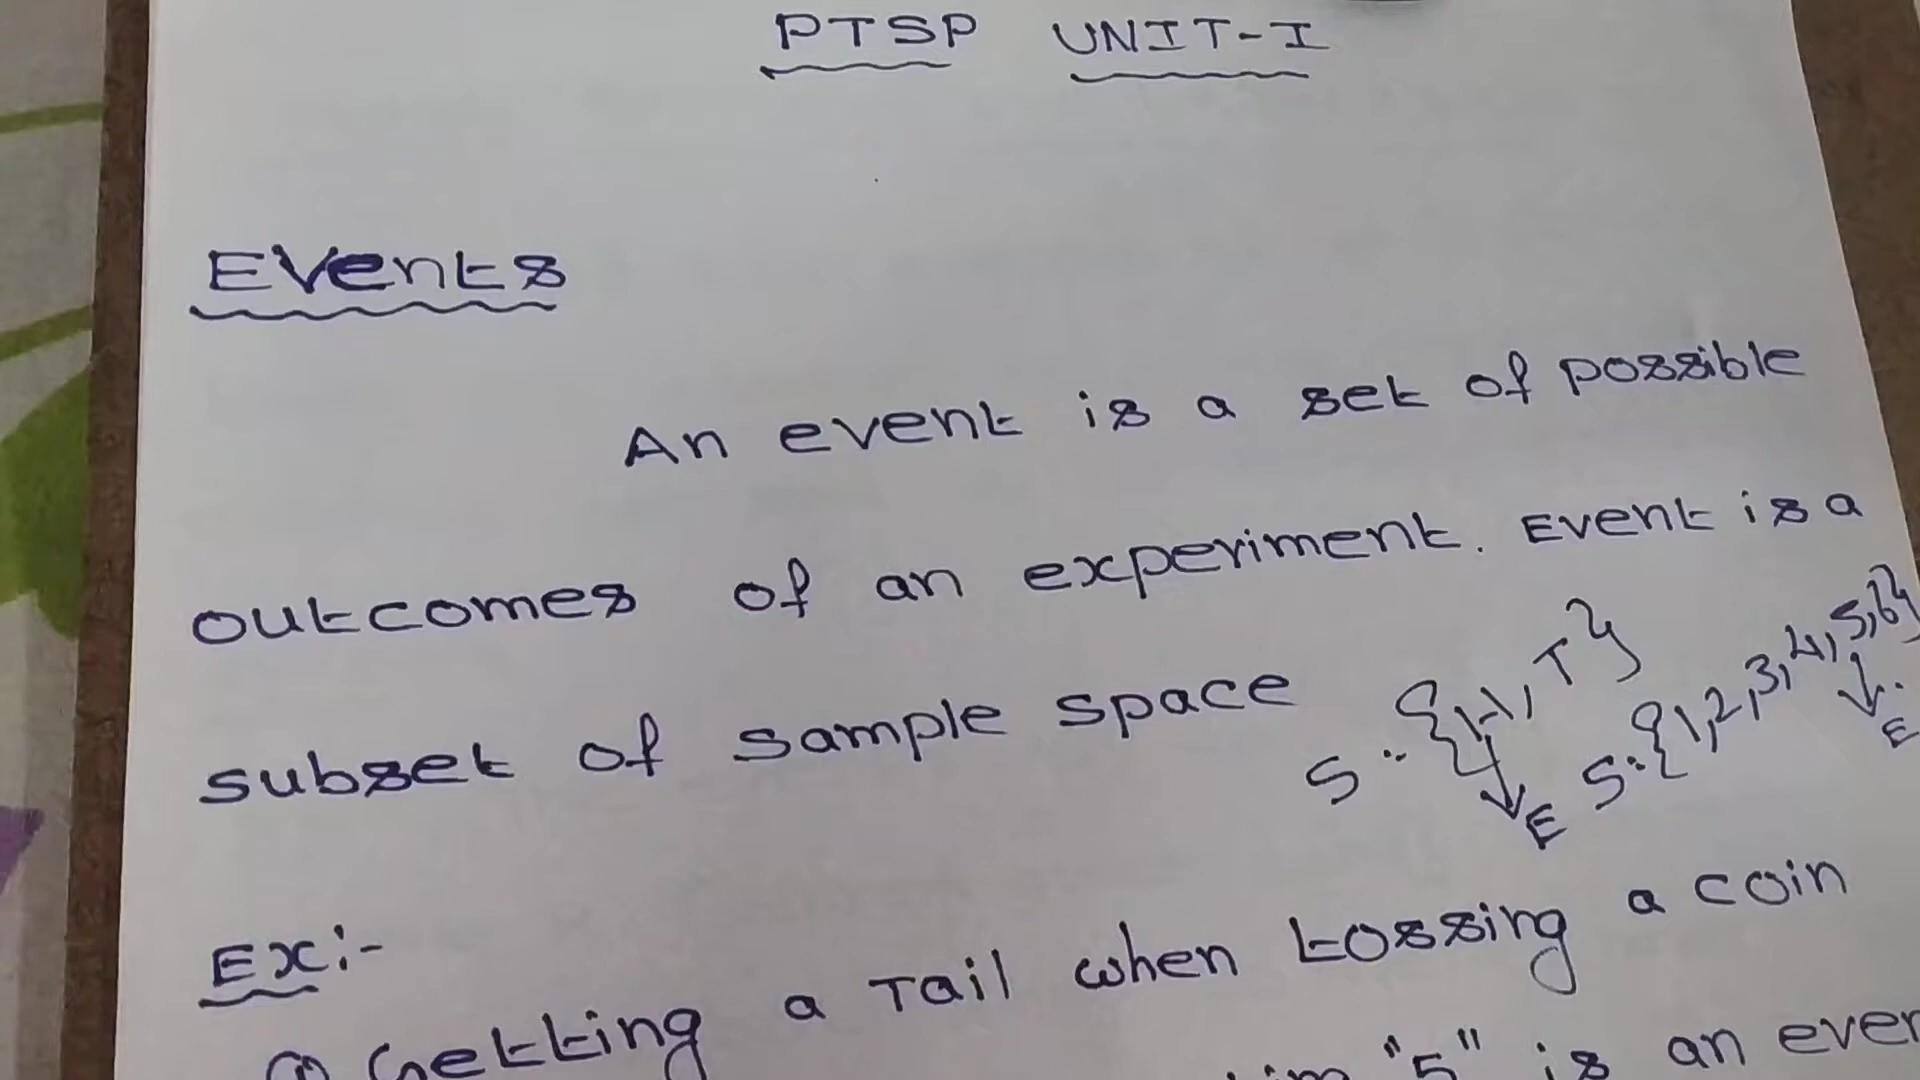 PTSP UNIT-I
Events
An event is a set of possible
outcomes of an experiment. Event is a
subset of sample space
S:{H,T}
E
S:{1,2,3,4,5,6}
E
Ex:-
① Getting a Tail when tossing a coin
"5" is an